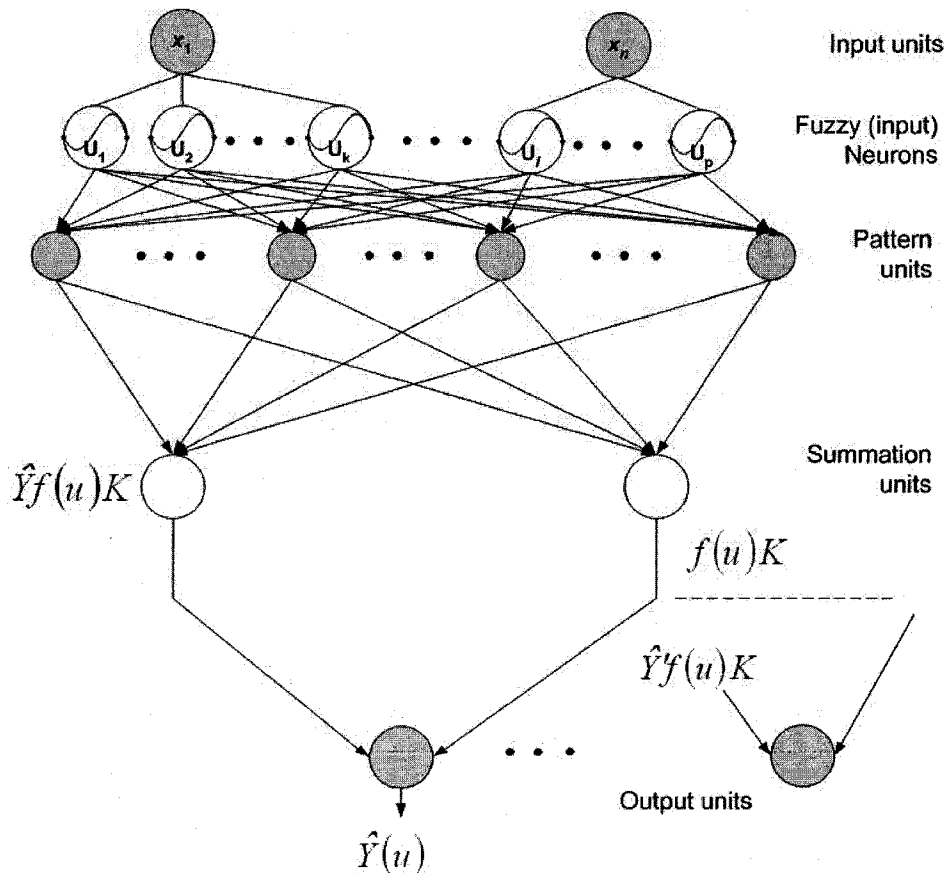 x₁ xₙ Input units
U₁ U₂ Uₖ Uₗ Uₚ Fuzzy (input)
Neurons
Pattern
units
Summation
units
Ŷf(u)K
f(u)K
Ŷ'f(u)K
Output units
Ŷ(u)